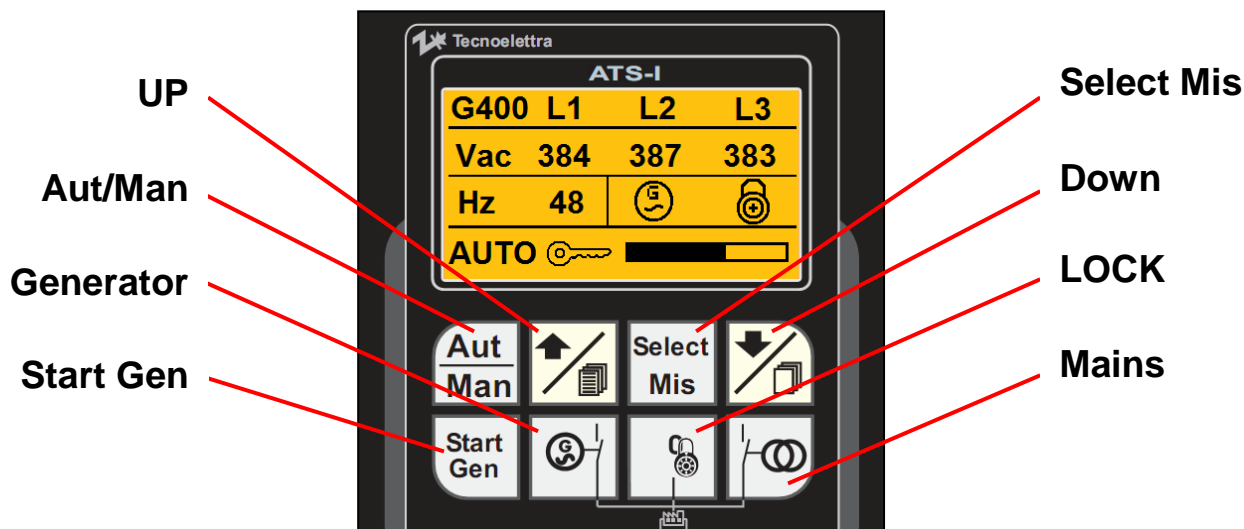 Tecnoelettra
ATS-I
UP
Select Mis
G400 L1 L2 L3
Vac 384 387 383
Aut/Man
Down
Hz 48 G
AUTO
Generator
LOCK
Start Gen
Mains
Aut
Man
Select
Mis
Start
Gen
G